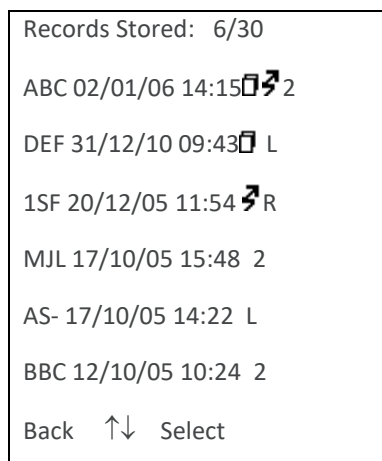 Records Stored: 6/30
ABC 02/01/06 14:15 2
DEF 31/12/10 09:43 L
1SF 20/12/05 11:54 R
MJL 17/10/05 15:48 2
AS- 17/10/05 14:22 L
BBC 12/10/05 10:24 2
Back ↑↓ Select